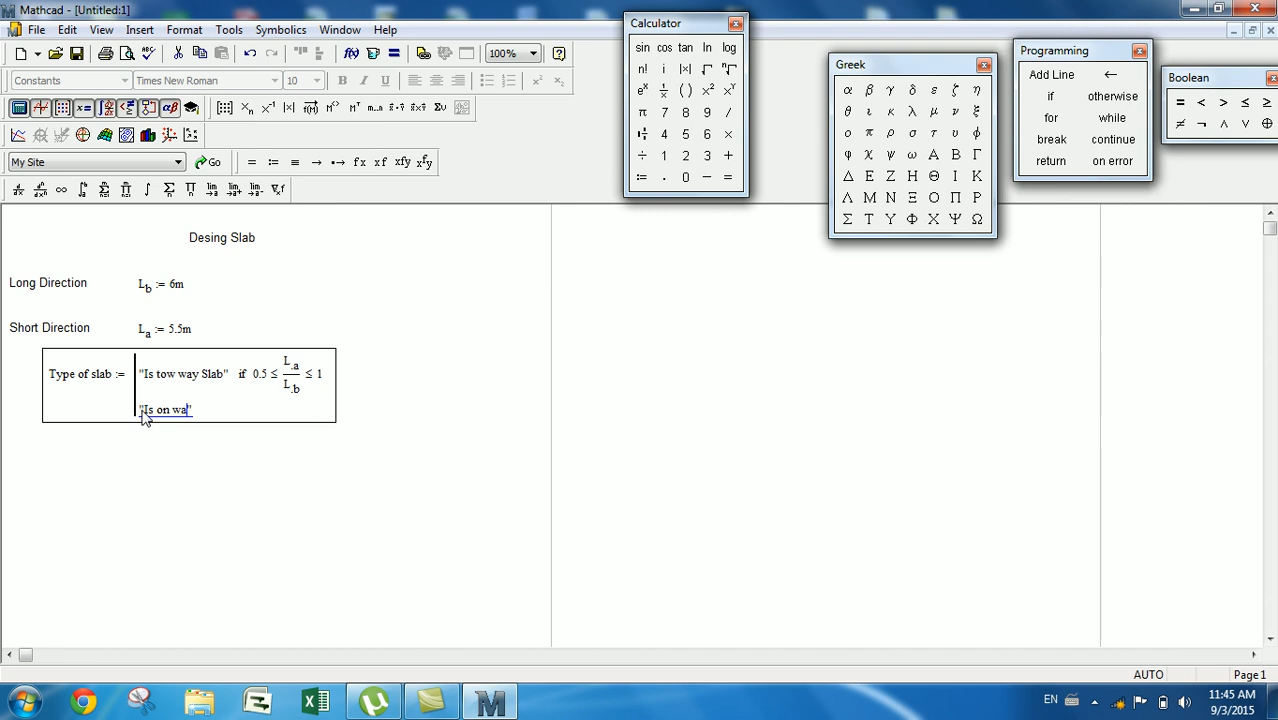 Mathcad - [Untitled:1]
File Edit View Insert Format Tools Symbolics Window Help
100%
Constants Times New Roman 10 B I U
My Site Go
Calculator
sin cos tan ln log
n! i |×|
e^x 1/x ( ) x² x^Y
π 7 8 9 /
4 5 6 ×
÷ 1 2 3 +
:= . 0 − =
Greek
α β γ δ ε ζ η
θ ι κ λ μ ν ξ
ο π ρ σ τ υ ϕ
φ χ ψ ω Α Β Γ
Δ Ε Ζ Η Θ Ι Κ
Λ Μ Ν Ξ Ο Π Ρ
Σ Τ Υ Φ Χ Ψ Ω
Programming
Add Line ←
if otherwise
for while
break continue
return on error
Boolean
= < > ≤ ≥
≠ ¬ ∧ ∨ ⊕
Desing Slab
Long Direction L_b := 6m
Short Direction L_a := 5.5m
Type of slab := "Is tow way Slab" if 0.5 ≤ L.a / L.b ≤ 1
"Is on wa"
AUTO Page 1
EN 11:45 AM
9/3/2015